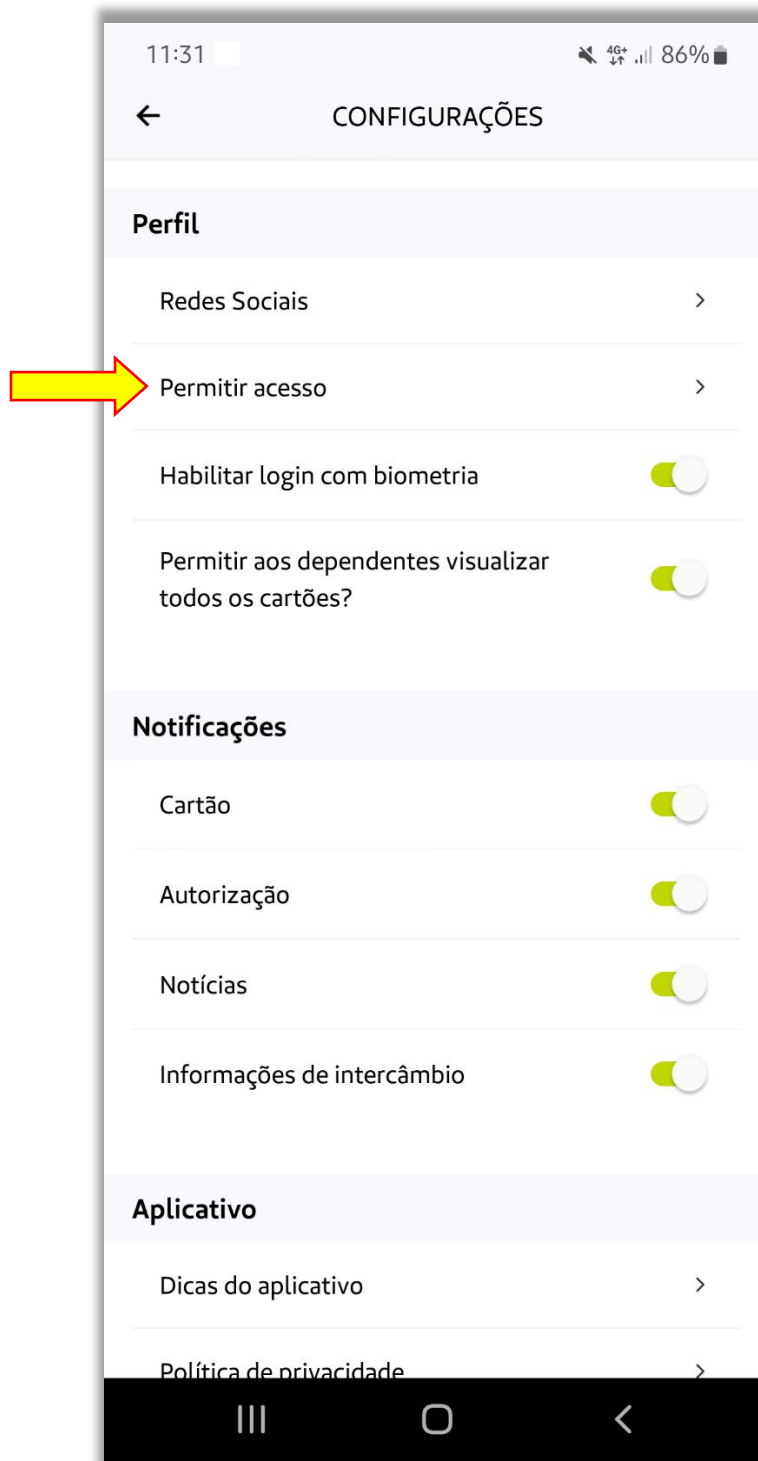 11:31
4G+ 86%
CONFIGURAÇÕES
Perfil
Redes Sociais
Permitir acesso
Habilitar login com biometria
Permitir aos dependentes visualizar
todos os cartões?
Notificações
Cartão
Autorização
Notícias
Informações de intercâmbio
Aplicativo
Dicas do aplicativo
Política de privacidade